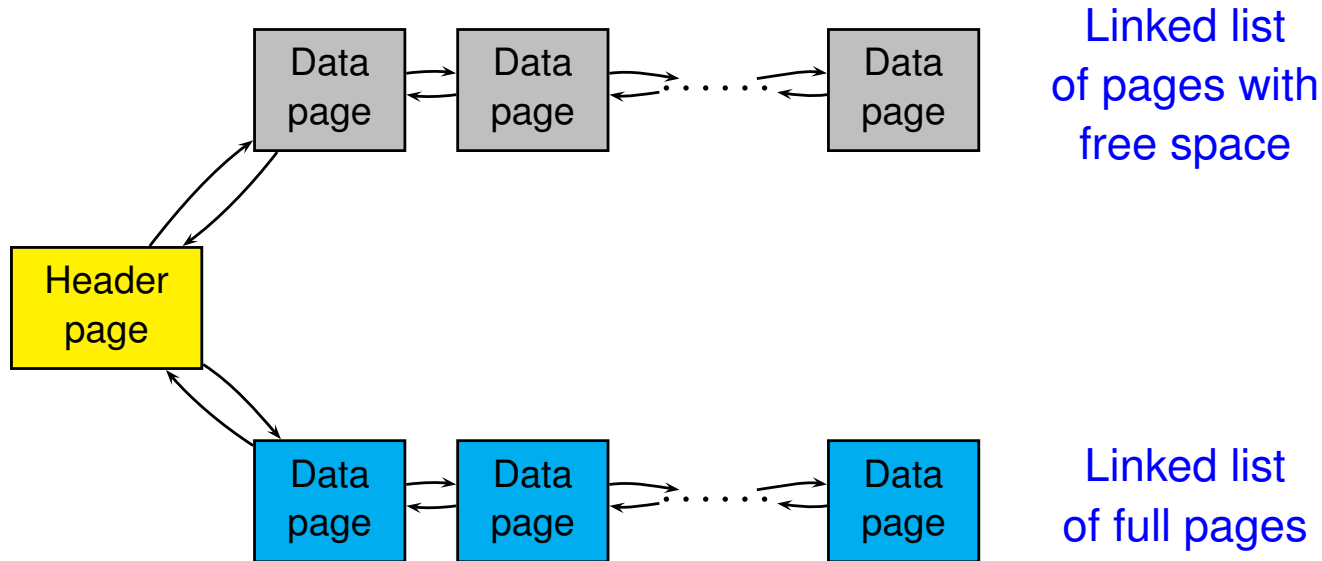 Data
page
Data
page
Data
page
Linked list
of pages with
free space
Header
page
Data
page
Data
page
Data
page
Linked list
of full pages